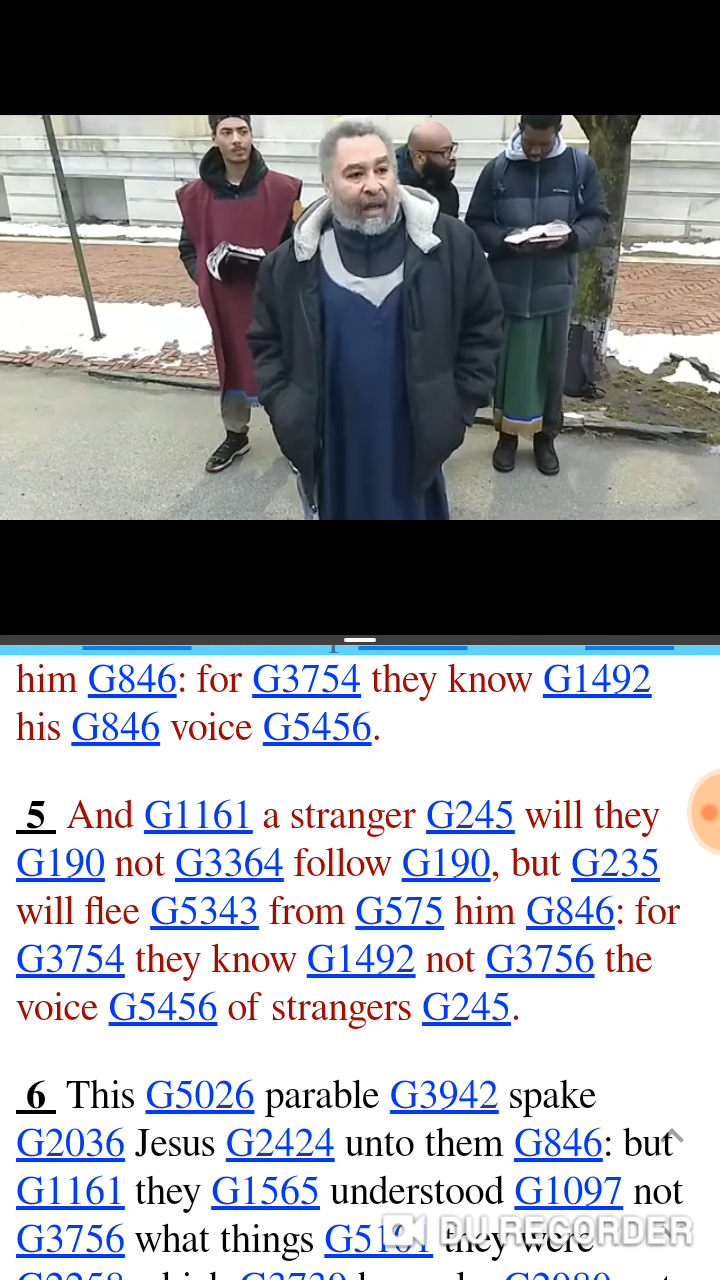 him G846: for G3754 they know G1492
his G846 voice G5456.
5 And G1161 a stranger G245 will they
G190 not G3364 follow G190, but G235
will flee G5343 from G575 him G846: for
G3754 they know G1492 not G3756 the
voice G5456 of strangers G245.
6 This G5026 parable G3942 spake
G2036 Jesus G2424 unto them G846: but
G1161 they G1565 understood G1097 not
G3756 what things they were
DU RECORDER